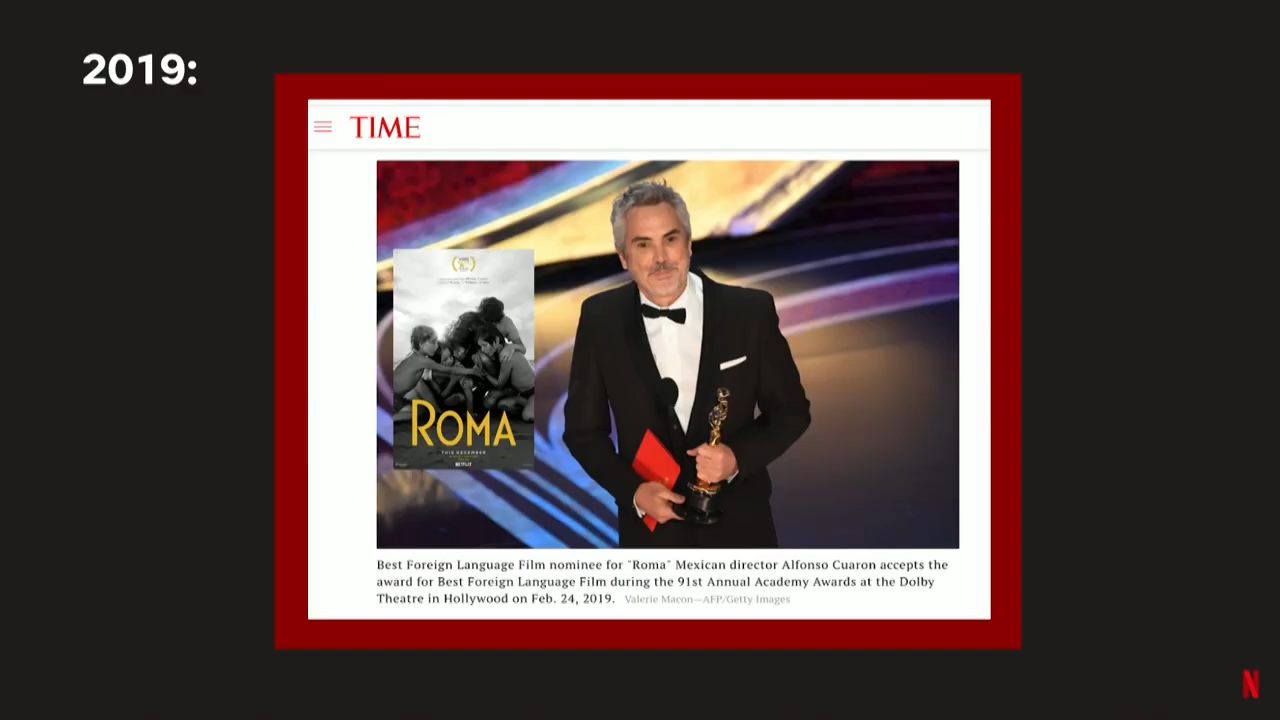 2019:
TIME
ROMA
THIS DECEMBER
NETFLIX
Best Foreign Language Film nominee for "Roma" Mexican director Alfonso Cuaron accepts the
award for Best Foreign Language Film during the 91st Annual Academy Awards at the Dolby
Theatre in Hollywood on Feb. 24, 2019. Valerie Macon—AFP/Getty Images
N